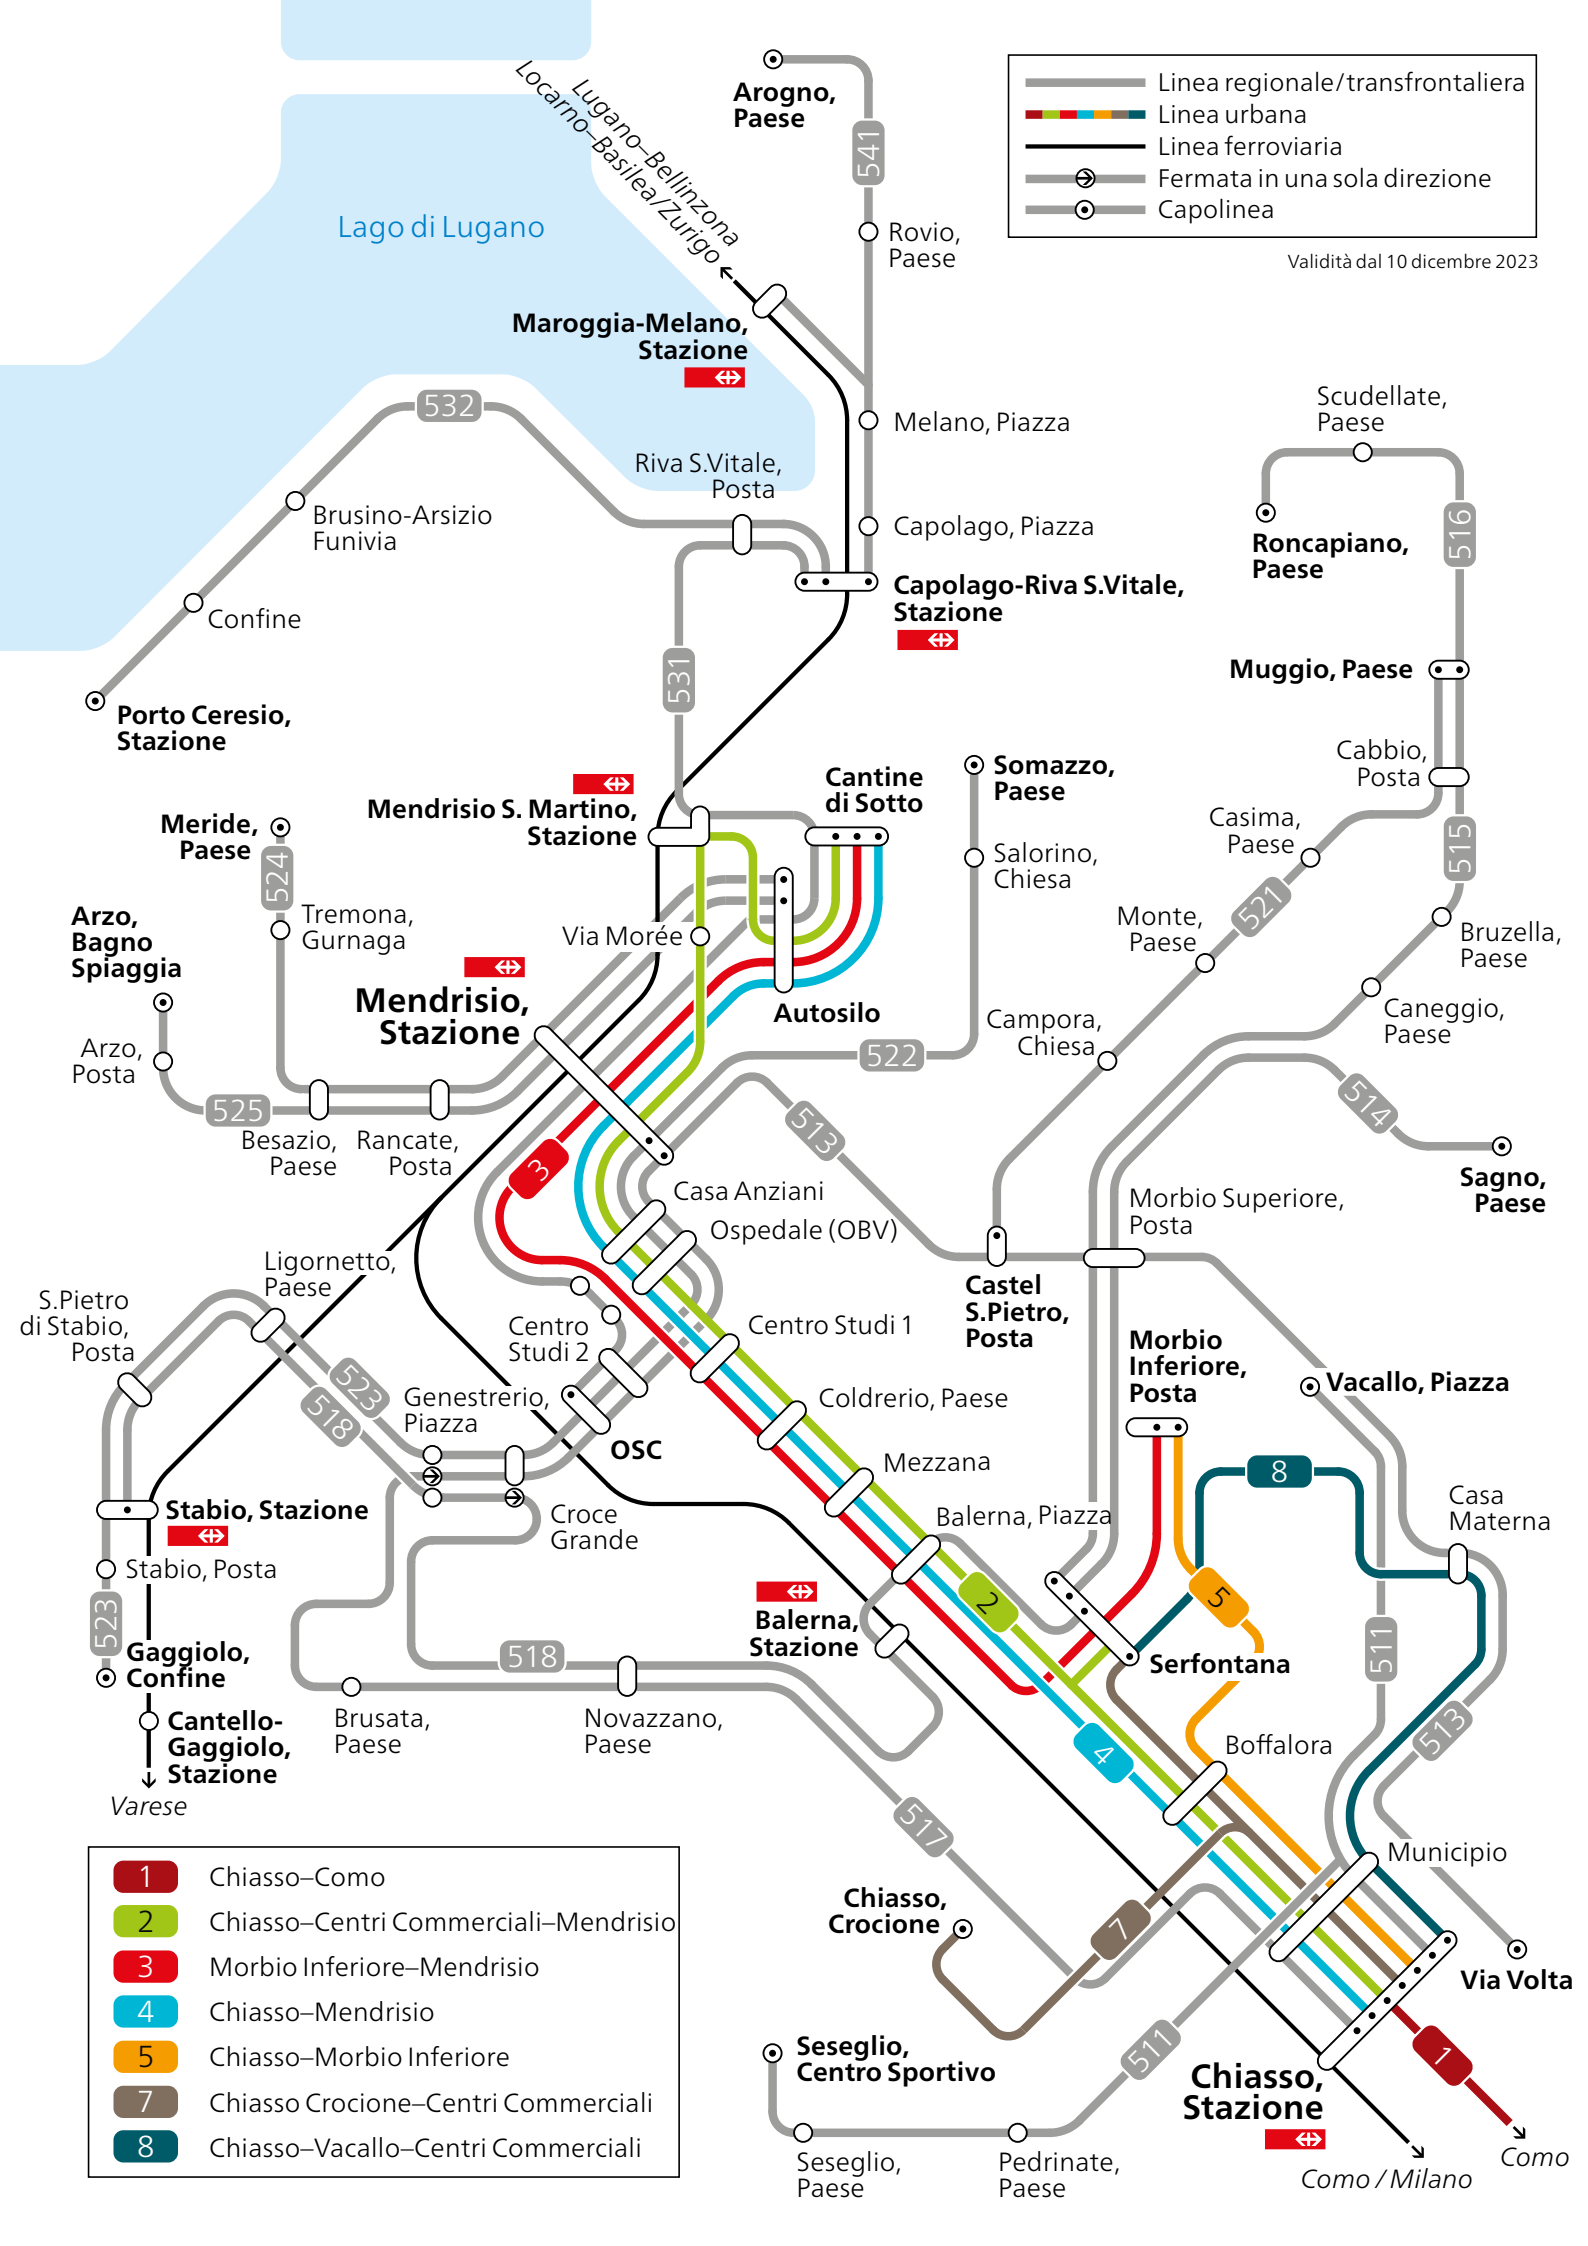 Lugano–Bellinzona
Locarno–Basilea/Zurigo
Arogno,
Paese
541
Linea regionale/transfrontaliera
Linea urbana
Linea ferroviaria
Fermata in una sola direzione
Capolinea
Validità dal 10 dicembre 2023
Lago di Lugano
Rovio,
Paese
Maroggia-Melano,
Stazione
532
Melano, Piazza
Scudellate,
Paese
Riva S.Vitale,
Posta
Brusino-Arsizio
Funivia
Capolago, Piazza
516
Roncapiano,
Paese
Capolago-Riva S.Vitale,
Stazione
Confine
531
Muggio, Paese
Porto Ceresio,
Stazione
Cabbio,
Posta
Mendrisio S. Martino,
Stazione
Cantine
di Sotto
Somazzo,
Paese
Meride,
Paese
524
Casima,
Paese
515
Salorino,
Chiesa
Arzo,
Bagno
Spiaggia
Tremona,
Gurnaga
Via Morée
521
Monte,
Paese
Bruzella,
Paese
Mendrisio,
Stazione
Autosilo
Caneggio,
Paese
Arzo,
Posta
Campora,
Chiesa
522
525
513
514
Besazio,
Paese
Rancate,
Posta
3
Casa Anziani
Ospedale (OBV)
Morbio Superiore,
Posta
Sagno,
Paese
Ligornetto,
Paese
S.Pietro
di Stabio,
Posta
Castel
S.Pietro,
Posta
Centro
Studi 2
Centro Studi 1
Morbio
Inferiore,
Posta
523
518
Genestrerio,
Piazza
Coldrerio, Paese
Vacallo, Piazza
OSC
Mezzana
8
Stabio, Stazione
Croce
Grande
Balerna, Piazza
Casa
Materna
Stabio, Posta
523
Balerna,
Stazione
2
5
511
Gaggiolo,
Confine
518
Serfontana
Cantello-
Gaggiolo,
Stazione
Brusata,
Paese
Novazzano,
Paese
4
Boffalora
513
Varese
517
Municipio
1 Chiasso–Como
2 Chiasso–Centri Commerciali–Mendrisio
3 Morbio Inferiore–Mendrisio
4 Chiasso–Mendrisio
5 Chiasso–Morbio Inferiore
7 Chiasso Crocione–Centri Commerciali
8 Chiasso–Vacallo–Centri Commerciali
Chiasso,
Crocione
7
Via Volta
Seseglio,
Centro Sportivo
511
Chiasso,
Stazione
1
Seseglio,
Paese
Pedrinate,
Paese
Como / Milano
Como